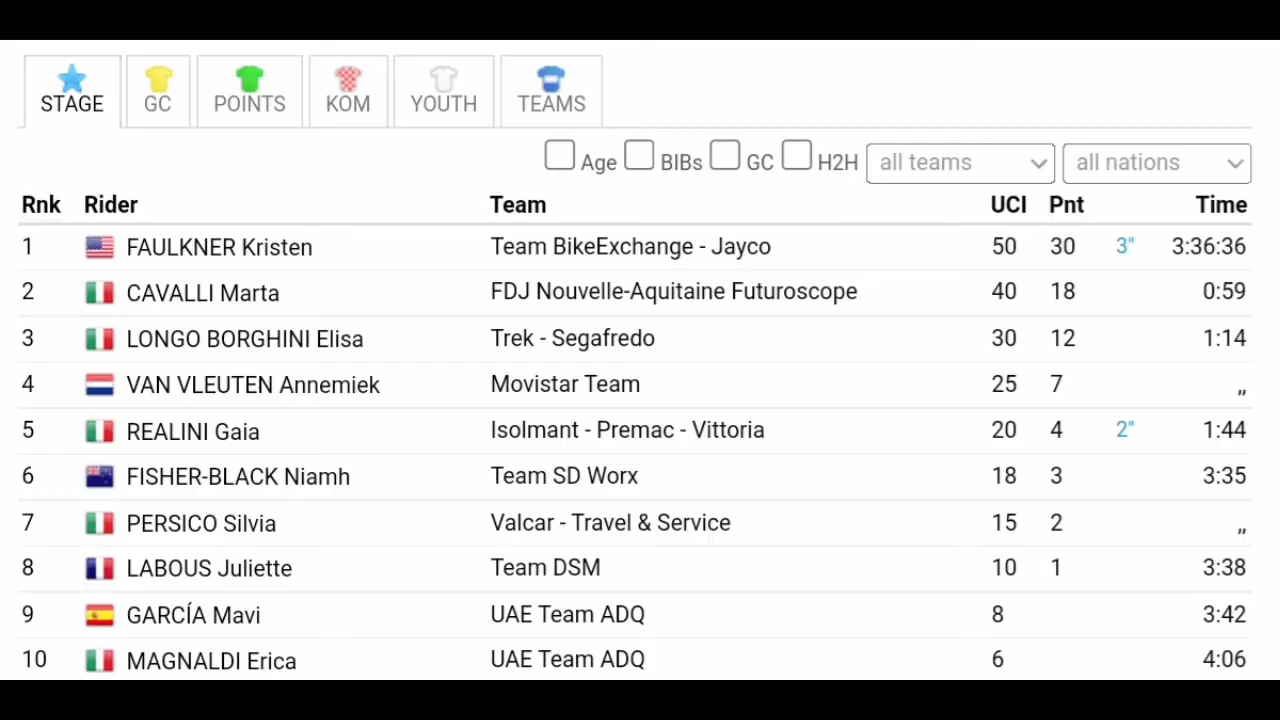 STAGE GC POINTS KOM YOUTH TEAMS
Age BIBs GC H2H all teams all nations
Rnk Rider Team UCI Pnt Time
1 FAULKNER Kristen Team BikeExchange - Jayco 50 30 3" 3:36:36
2 CAVALLI Marta FDJ Nouvelle-Aquitaine Futuroscope 40 18 0:59
3 LONGO BORGHINI Elisa Trek - Segafredo 30 12 1:14
4 VAN VLEUTEN Annemiek Movistar Team 25 7 ,,
5 REALINI Gaia Isolmant - Premac - Vittoria 20 4 2" 1:44
6 FISHER-BLACK Niamh Team SD Worx 18 3 3:35
7 PERSICO Silvia Valcar - Travel & Service 15 2 ,,
8 LABOUS Juliette Team DSM 10 1 3:38
9 GARCÍA Mavi UAE Team ADQ 8 3:42
10 MAGNALDI Erica UAE Team ADQ 6 4:06